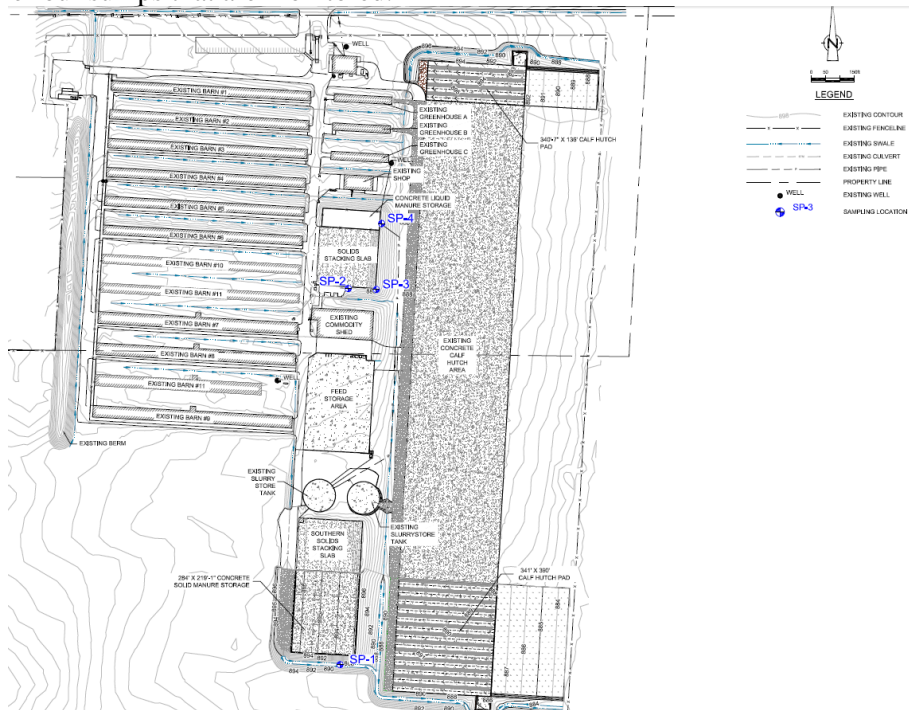 WELL
N
LEGEND
EXISTING CONTOUR
EXISTING FENCELINE
EXISTING SWALE
EXISTING CULVERT
EXISTING PIPE
PROPERTY LINE
WELL
EXISTING WELL
SP-3
SAMPLING LOCATION
EXISTING BARN #1
EXISTING BARN #2
EXISTING BARN #3
EXISTING BARN #4
EXISTING BARN #5
EXISTING BARN #6
EXISTING BARN #10
EXISTING BARN #11
EXISTING BARN #7
EXISTING BARN #8
EXISTING BARN #11
EXISTING BARN #9
EXISTING BERM
EXISTING
GREENHOUSE A
EXISTING
GREENHOUSE B
EXISTING
GREENHOUSE C
EXISTING
SHOP
CONCRETE LIQUID
MANURE STORAGE
SP-4
SOLIDS
STACKING SLAB
SP-2
SP-3
EXISTING
COMMODITY
SHED
WELL
FEED
STORAGE
AREA
EXISTING
SLURRY
STORE
TANK
EXISTING
SLURRYSTORE
TANK
SOUTHERN
SOLIDS
STACKING
SLAB
284' X 219'-1" CONCRETE
SOLID MANURE STORAGE
SP-1
EXISTING
CONCRETE
CALF
HUTCH
AREA
CALF HUTCH
PAD
341' X 390'
CALF HUTCH PAD